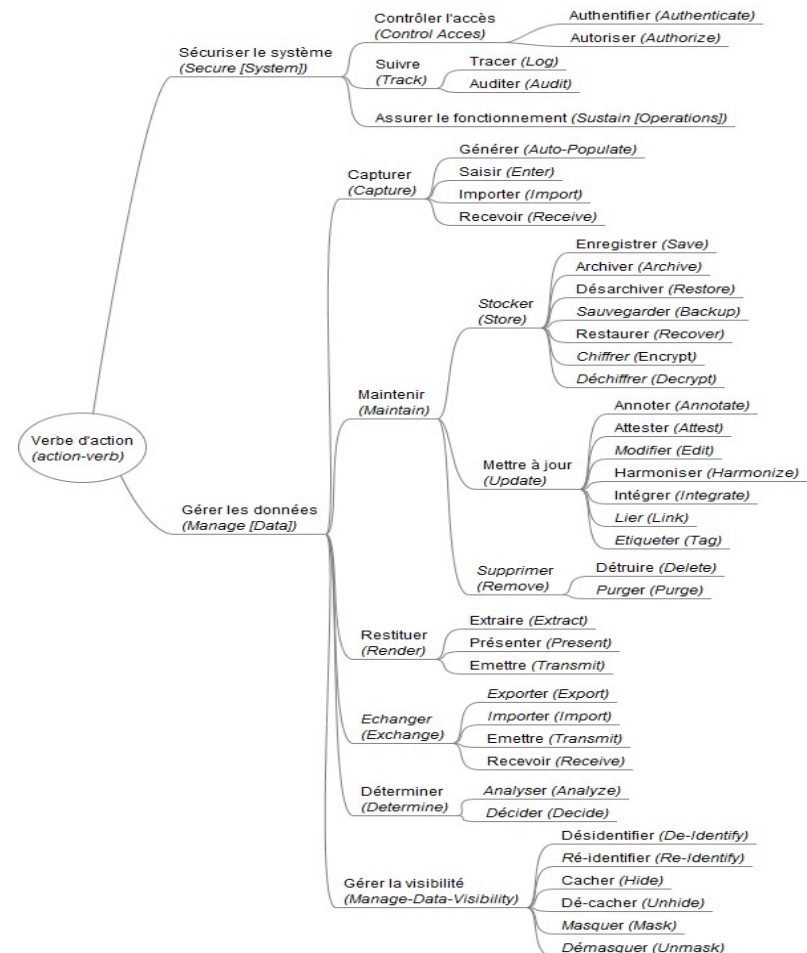 Verbe d'action
(action-verb)
Sécuriser le système
(Secure [System])
Contrôler l'accès
(Control Acces)
Authentifier (Authenticate)
Autoriser (Authorize)
Suivre
(Track)
Tracer (Log)
Auditer (Audit)
Assurer le fonctionnement (Sustain [Operations])
Gérer les données
(Manage [Data])
Capturer
(Capture)
Générer (Auto-Populate)
Saisir (Enter)
Importer (Import)
Recevoir (Receive)
Maintenir
(Maintain)
Stocker
(Store)
Enregistrer (Save)
Archiver (Archive)
Désarchiver (Restore)
Sauvegarder (Backup)
Restaurer (Recover)
Chiffrer (Encrypt)
Déchiffrer (Decrypt)
Mettre à jour
(Update)
Annoter (Annotate)
Attester (Attest)
Modifier (Edit)
Harmoniser (Harmonize)
Intégrer (Integrate)
Lier (Link)
Etiqueter (Tag)
Supprimer
(Remove)
Détruire (Delete)
Purger (Purge)
Restituer
(Render)
Extraire (Extract)
Présenter (Present)
Emettre (Transmit)
Echanger
(Exchange)
Exporter (Export)
Importer (Import)
Emettre (Transmit)
Recevoir (Receive)
Déterminer
(Determine)
Analyser (Analyze)
Décider (Decide)
Gérer la visibilité
(Manage-Data-Visibility)
Désidentifier (De-Identify)
Ré-identifier (Re-Identify)
Cacher (Hide)
Dé-cacher (Unhide)
Masquer (Mask)
Démasquer (Unmask)